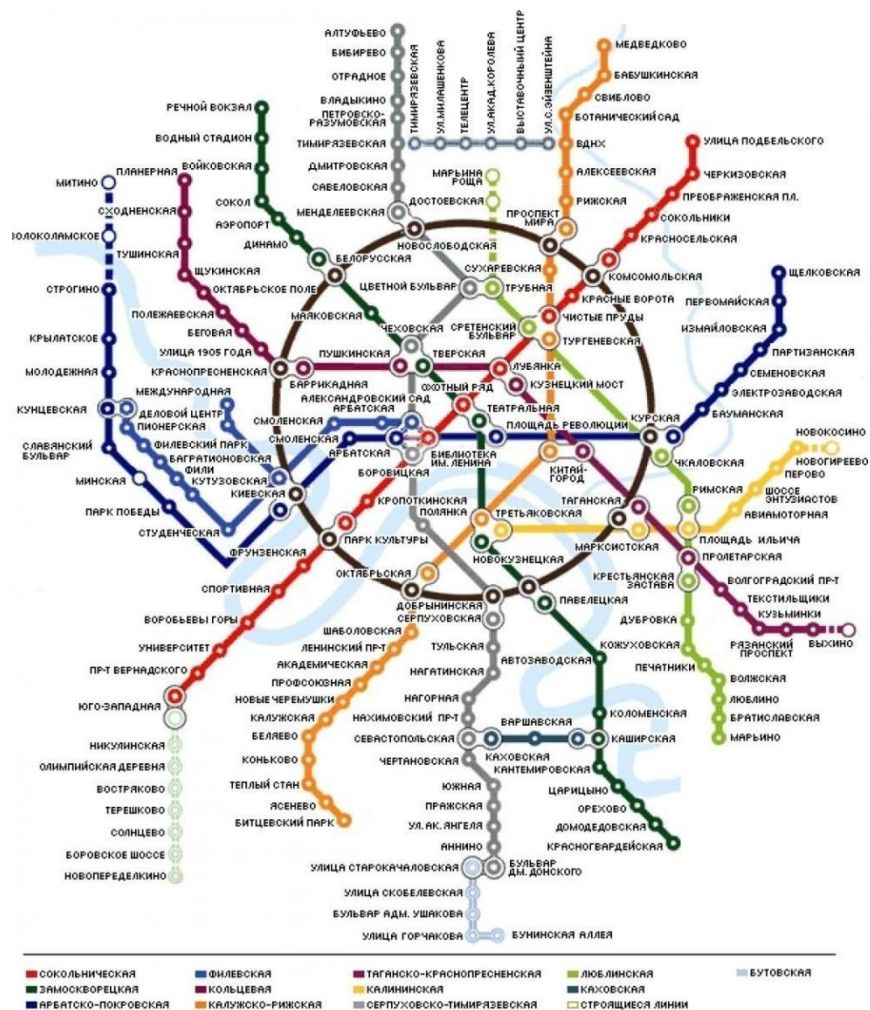 АЛТУФЬЕВО
БИБИРЕВО
ОТРАДНОЕ
ВЛАДЫКИНО
ПЕТРОВСКО-
РАЗУМОВСКАЯ
ТИМИРЯЗЕВСКАЯ
ДМИТРОВСКАЯ
САВЕЛОВСКАЯ
МЕНДЕЛЕЕВСКАЯ
ТИМИРЯЗЕВСКАЯ
УЛ.МИЛАШЕНКОВА
ТЕЛЕЦЕНТР
УЛ.АКАД.КОРОЛЕВА
ВЫСТАВОЧНЫЙ ЦЕНТР
УЛ.С.ЭЙЗЕНШТЕЙНА
МЕДВЕДКОВО
БАБУШКИНСКАЯ
СВИБЛОВО
БОТАНИЧЕСКИЙ САД
ВДНХ
АЛЕКСЕЕВСКАЯ
РИЖСКАЯ
ПРОСПЕКТ
МИРА
УЛИЦА ПОДБЕЛЬСКОГО
ЧЕРКИЗОВСКАЯ
ПРЕОБРАЖЕНСКАЯ ПЛ.
СОКОЛЬНИКИ
КРАСНОСЕЛЬСКАЯ
КОМСОМОЛЬСКАЯ
КРАСНЫЕ ВОРОТА
ЧИСТЫЕ ПРУДЫ
ТУРГЕНЕВСКАЯ
РЕЧНОЙ ВОКЗАЛ
ВОДНЫЙ СТАДИОН
ВОЙКОВСКАЯ
СОКОЛ
АЭРОПОРТ
ДИНАМО
БЕЛОРУССКАЯ
МАЯКОВСКАЯ
ПЛАНЕРНАЯ
СХОДНЕНСКАЯ
ТУШИНСКАЯ
ЩУКИНСКАЯ
ОКТЯБРЬСКОЕ ПОЛЕ
ПОЛЕЖАЕВСКАЯ
БЕГОВАЯ
УЛИЦА 1905 ГОДА
КРАСНОПРЕСНЕНСКАЯ
БАРРИКАДНАЯ
МИТИНО
ВОЛОКОЛАМСКОЕ
СТРОГИНО
КРЫЛАТСКОЕ
МОЛОДЕЖНАЯ
КУНЦЕВСКАЯ
СЛАВЯНСКИЙ
БУЛЬВАР
МИНСКАЯ
ПАРК ПОБЕДЫ
МАРЬИНА
РОЩА
ДОСТОЕВСКАЯ
НОВОСЛОБОДСКАЯ
СУХАРЕВСКАЯ
ЦВЕТНОЙ БУЛЬВАР
ТРУБНАЯ
СРЕТЕНСКИЙ
БУЛЬВАР
ЧЕХОВСКАЯ
ПУШКИНСКАЯ
ТВЕРСКАЯ
ЛУБЯНКА
КУЗНЕЦКИЙ МОСТ
ОХОТНЫЙ РЯД
ТЕАТРАЛЬНАЯ
ПЛОЩАДЬ РЕВОЛЮЦИИ
АЛЕКСАНДРОВСКИЙ САД
АРБАТСКАЯ
СМОЛЕНСКАЯ
СМОЛЕНСКАЯ
АРБАТСКАЯ
БОРОВИЦКАЯ
БИБЛИОТЕКА
ИМ. ЛЕНИНА
МЕЖДУНАРОДНАЯ
ДЕЛОВОЙ ЦЕНТР
ПИОНЕРСКАЯ
ФИЛЕВСКИЙ ПАРК
БАГРАТИОНОВСКАЯ
ФИЛИ
КУТУЗОВСКАЯ
КИЕВСКАЯ
СТУДЕНЧЕСКАЯ
ЩЕЛКОВСКАЯ
ПЕРВОМАЙСКАЯ
ИЗМАЙЛОВСКАЯ
ПАРТИЗАНСКАЯ
СЕМЕНОВСКАЯ
ЭЛЕКТРОЗАВОДСКАЯ
БАУМАНСКАЯ
КУРСКАЯ
ЧКАЛОВСКАЯ
НОВОКОСИНО
НОВОГИРЕЕВО
ПЕРОВО
ШОССЕ
ЭНТУЗИАСТОВ
АВИАМОТОРНАЯ
РИМСКАЯ
ПЛОЩАДЬ ИЛЬИЧА
КИТАЙ-
ГОРОД
ТАГАНСКАЯ
МАРКСИСТСКАЯ
ПРОЛЕТАРСКАЯ
КРЕСТЬЯНСКАЯ
ЗАСТАВА
ВОЛГОГРАДСКИЙ ПР-Т
ТЕКСТИЛЬЩИКИ
КУЗЬМИНКИ
РЯЗАНСКИЙ
ПРОСПЕКТ
ВЫХИНО
ДУБРОВКА
КОЖУХОВСКАЯ
ПЕЧАТНИКИ
ВОЛЖСКАЯ
ЛЮБЛИНО
БРАТИСЛАВСКАЯ
МАРЬИНО
КРОПОТКИНСКАЯ
ПОЛЯНКА
ТРЕТЬЯКОВСКАЯ
НОВОКУЗНЕЦКАЯ
ПАРК КУЛЬТУРЫ
ФРУНЗЕНСКАЯ
СПОРТИВНАЯ
ВОРОБЬЕВЫ ГОРЫ
УНИВЕРСИТЕТ
ПР-Т ВЕРНАДСКОГО
ЮГО-ЗАПАДНАЯ
НИКУЛИНСКАЯ
ОЛИМПИЙСКАЯ ДЕРЕВНЯ
ВОСТРЯКОВО
ТЕРЕШКОВО
СОЛНЦЕВО
БОРОВСКОЕ ШОССЕ
НОВОПЕРЕДЕЛКИНО
ОКТЯБРЬСКАЯ
ДОБРЫНИНСКАЯ
СЕРПУХОВСКАЯ
ПАВЕЛЕЦКАЯ
ШАБОЛОВСКАЯ
ЛЕНИНСКИЙ ПР-Т
АКАДЕМИЧЕСКАЯ
ПРОФСОЮЗНАЯ
НОВЫЕ ЧЕРЕМУШКИ
КАЛУЖСКАЯ
БЕЛЯЕВО
КОНЬКОВО
ТЕПЛЫЙ СТАН
ЯСЕНЕВО
БИТЦЕВСКИЙ ПАРК
ТУЛЬСКАЯ
НАГАТИНСКАЯ
НАГОРНАЯ
НАХИМОВСКИЙ ПР-Т
СЕВАСТОПОЛЬСКАЯ
ЧЕРТАНОВСКАЯ
ЮЖНАЯ
ПРАЖСКАЯ
УЛ. АК. ЯНГЕЛЯ
АННИНО
УЛИЦА СТАРОКАЧАЛОВСКАЯ
БУЛЬВАР
ДМ. ДОНСКОГО
УЛИЦА СКОБЕЛЕВСКАЯ
БУЛЬВАР АДМ. УШАКОВА
УЛИЦА ГОРЧАКОВА
БУНИНСКАЯ АЛЛЕЯ
АВТОЗАВОДСКАЯ
КОЛОМЕНСКАЯ
ВАРШАВСКАЯ
КАХОВСКАЯ
КАШИРСКАЯ
КАНТЕМИРОВСКАЯ
ЦАРИЦЫНО
ОРЕХОВО
ДОМОДЕДОВСКАЯ
КРАСНОГВАРДЕЙСКАЯ
СОКОЛЬНИЧЕСКАЯ
ЗАМОСКВОРЕЦКАЯ
АРБАТСКО-ПОКРОВСКАЯ
ФИЛЕВСКАЯ
КОЛЬЦЕВАЯ
КАЛУЖСКО-РИЖСКАЯ
ТАГАНСКО-КРАСНОПРЕСНЕНСКАЯ
КАЛИНИНСКАЯ
СЕРПУХОВСКО-ТИМИРЯЗЕВСКАЯ
ЛЮБЛИНСКАЯ
КАХОВСКАЯ
СТРОЯЩИЕСЯ ЛИНИИ
БУТОВСКАЯ